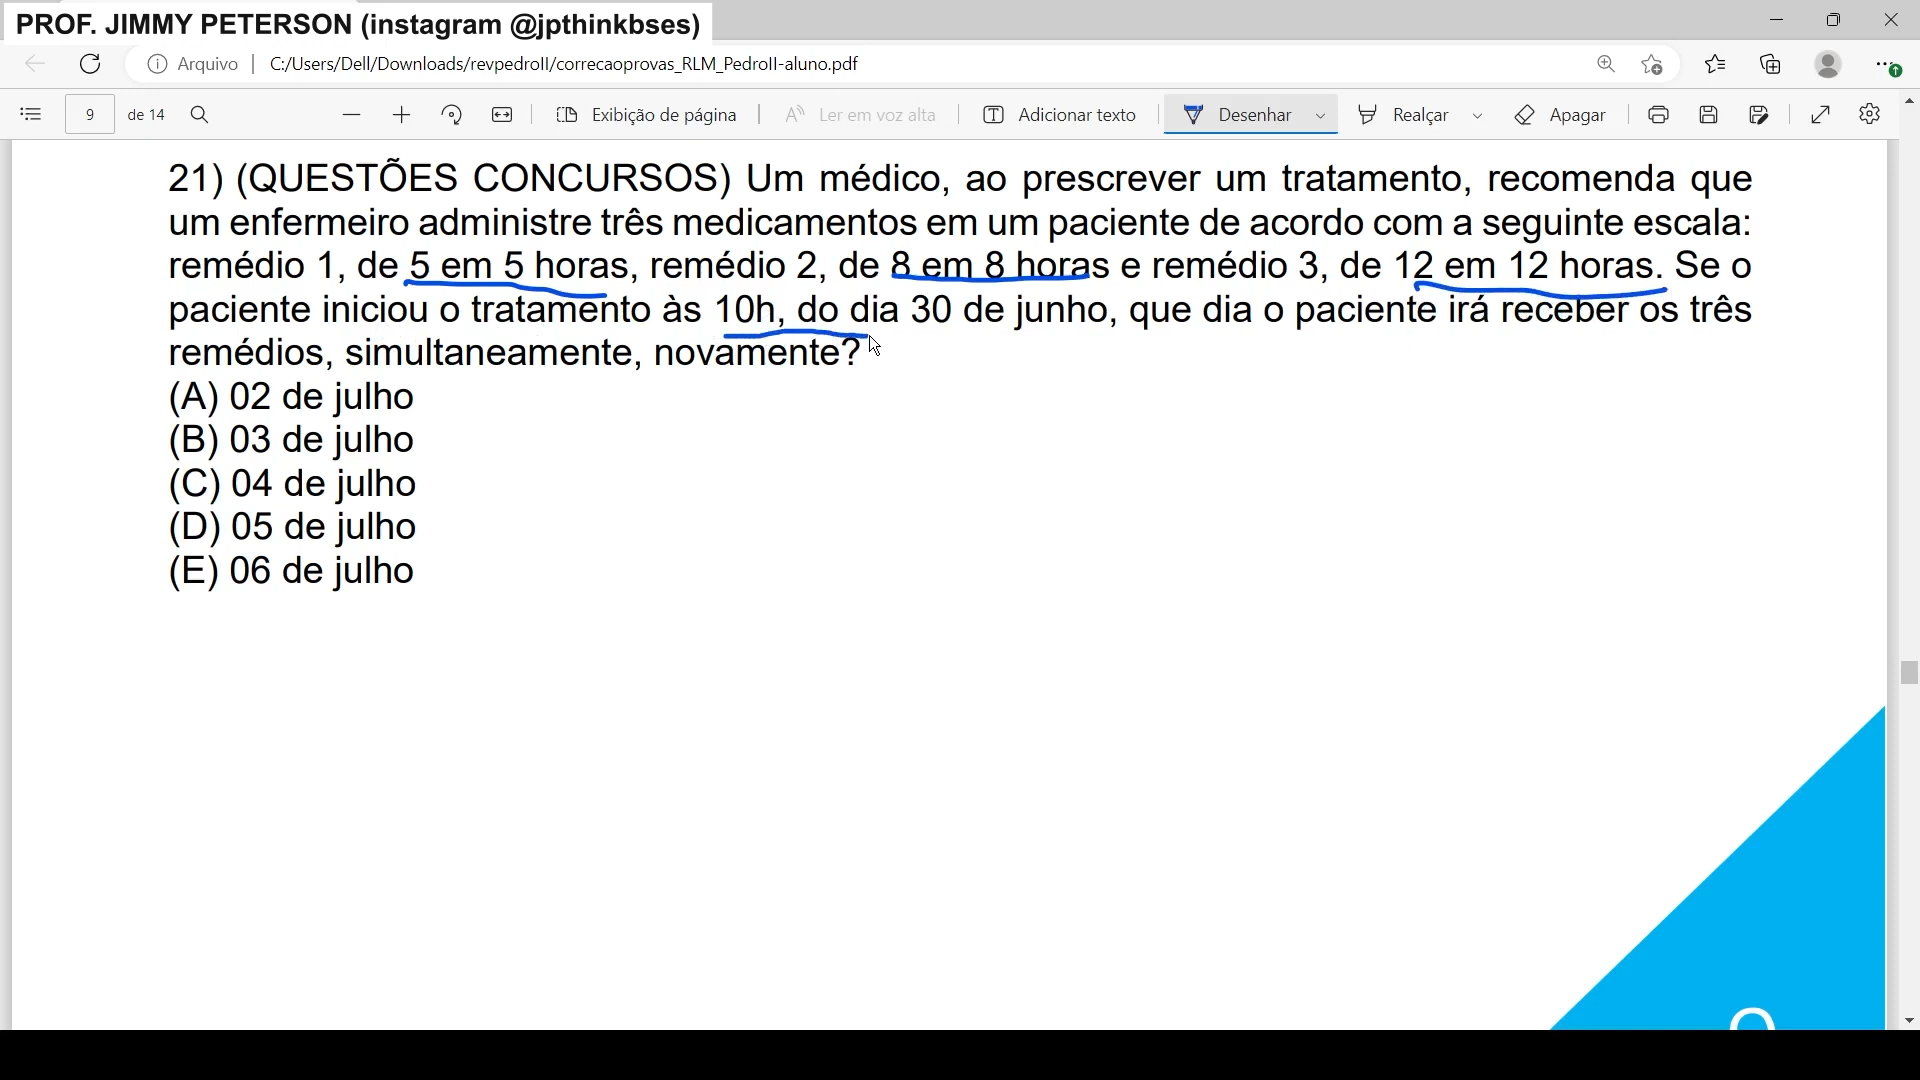 PROF. JIMMY PETERSON (instagram @jpthinkbses)
Arquivo | C:/Users/Dell/Downloads/revpedroII/correcaoprovas_RLM_PedroII-aluno.pdf
9 de 14 Exibição de página Ler em voz alta Adicionar texto Desenhar Realçar Apagar
21) (QUESTÕES CONCURSOS) Um médico, ao prescrever um tratamento, recomenda que
um enfermeiro administre três medicamentos em um paciente de acordo com a seguinte escala:
remédio 1, de 5 em 5 horas, remédio 2, de 8 em 8 horas e remédio 3, de 12 em 12 horas. Se o
paciente iniciou o tratamento às 10h, do dia 30 de junho, que dia o paciente irá receber os três
remédios, simultaneamente, novamente?
(A) 02 de julho
(B) 03 de julho
(C) 04 de julho
(D) 05 de julho
(E) 06 de julho